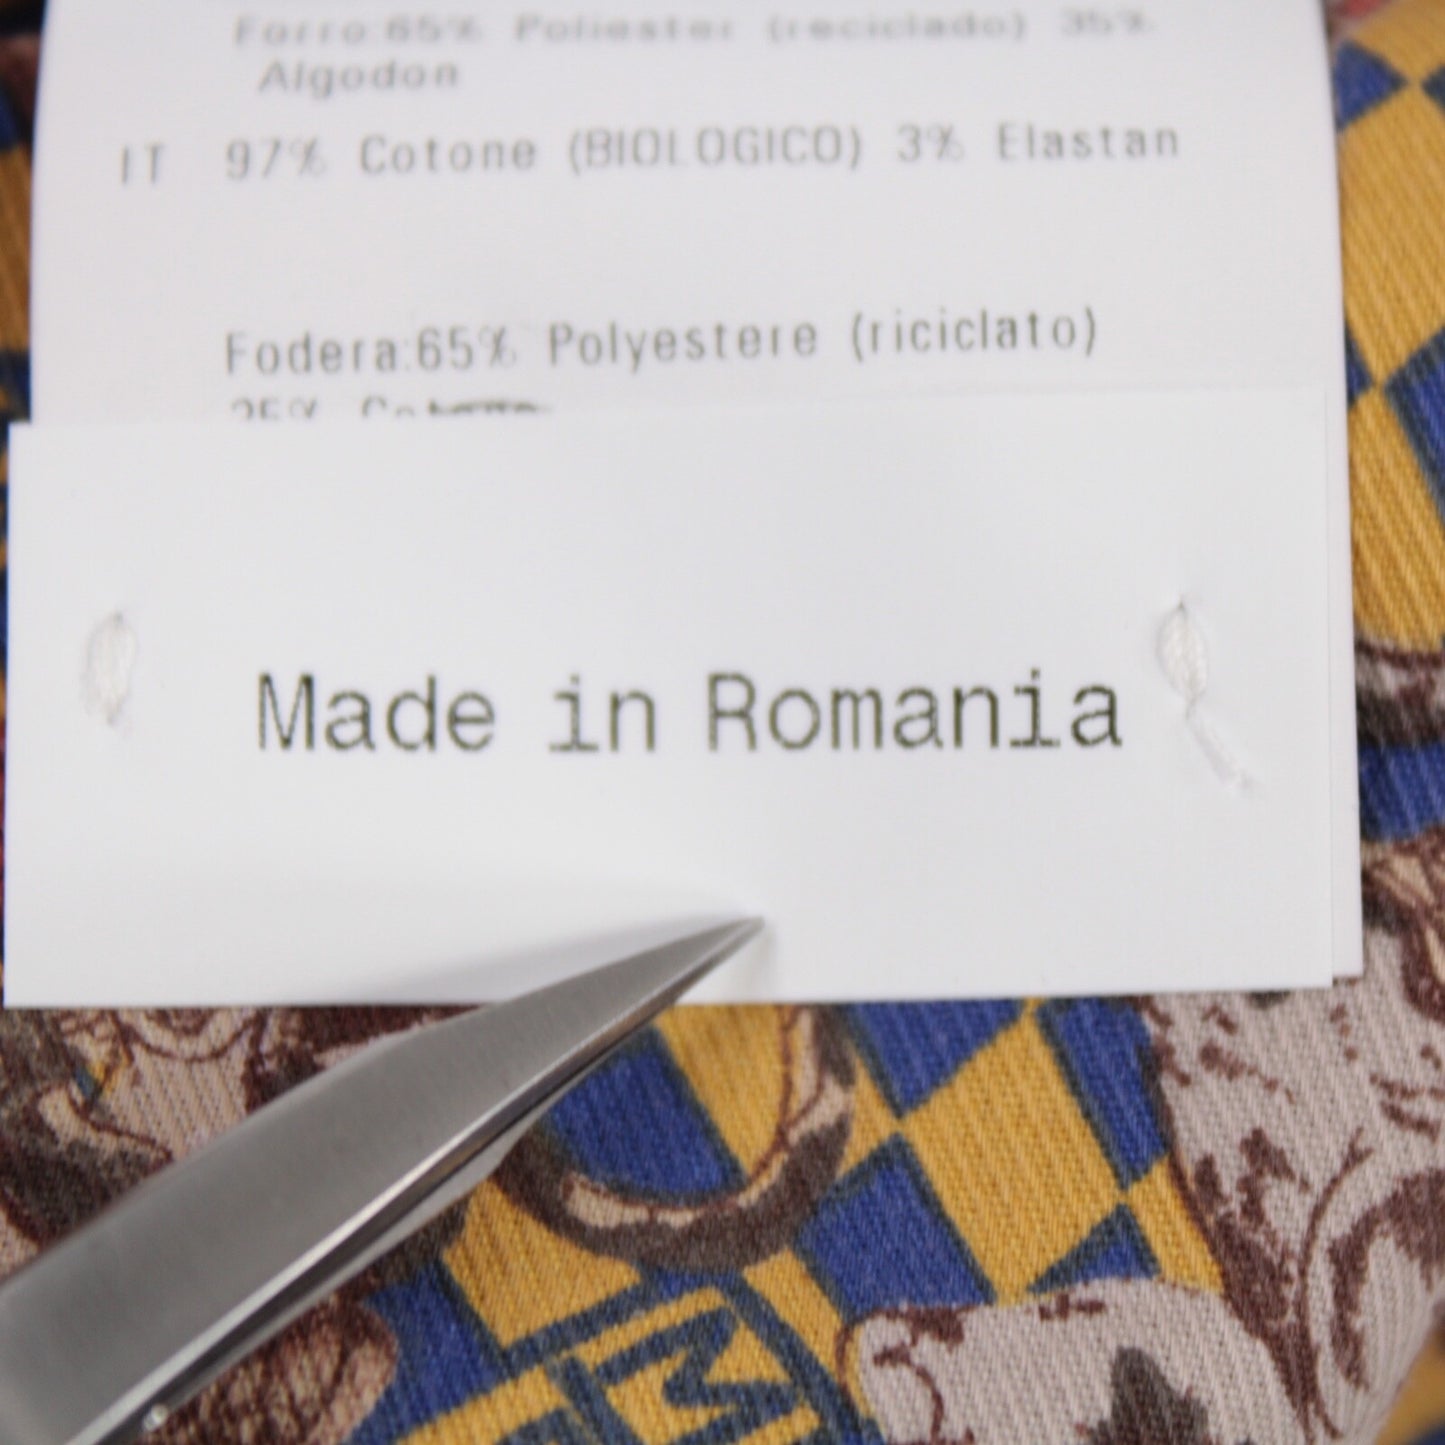 Forro:65% Poliester (reciclado) 35%
Algodon
IT 97% Cotone (BIOLOGICO) 3% Elastan
Fodera:65% Polyestere (riciclato)
Made in Romania